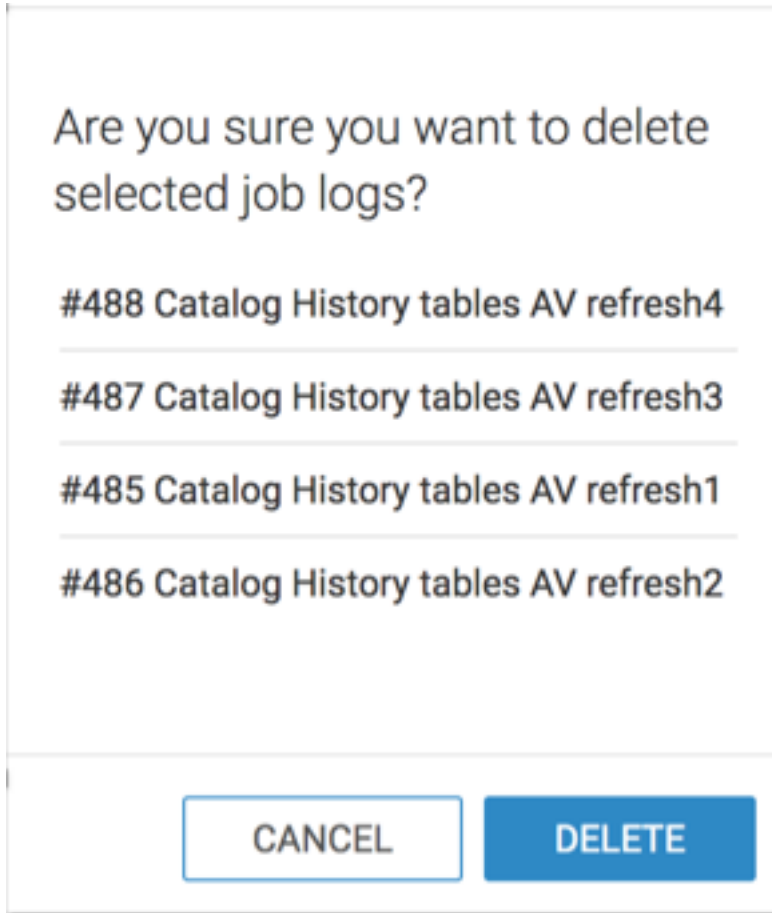 Are you sure you want to delete
selected job logs?
#488 Catalog History tables AV refresh4
#487 Catalog History tables AV refresh3
#485 Catalog History tables AV refresh1
#486 Catalog History tables AV refresh2
CANCEL DELETE